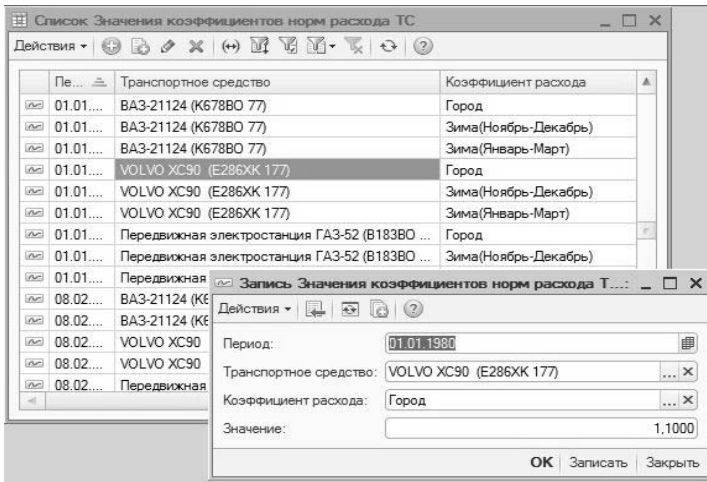 Список Значения коэффициентов норм расхода ТС
Действия
Пе... Транспортное средство Коэффициент расхода
01.01.... ВАЗ-21124 (К678ВО 77) Город
01.01.... ВАЗ-21124 (К678ВО 77) Зима(Ноябрь-Декабрь)
01.01.... ВАЗ-21124 (К678ВО 77) Зима(Январь-Март)
01.01.... VOLVO XC90 (Е286ХК 177) Город
01.01.... VOLVO XC90 (Е286ХК 177) Зима(Ноябрь-Декабрь)
01.01.... VOLVO XC90 (Е286ХК 177) Зима(Январь-Март)
01.01.... Передвижная электростанция ГАЗ-52 (В183ВО ... Город
01.01.... Передвижная электростанция ГАЗ-52 (В183ВО ... Зима(Ноябрь-Декабрь)
01.01.... Передвижная
08.02.... ВАЗ-21124 (К6
08.02.... ВАЗ-21124 (К6
08.02.... VOLVO XC90
08.02.... VOLVO XC90
08.02.... Передвижная
Запись Значения коэффициентов норм расхода Т...:
Действия
Период: 01.01.1980
Транспортное средство: VOLVO XC90 (Е286ХК 177) ...
Коэффициент расхода: Город ...
Значение: 1,1000
OK Записать Закрыть